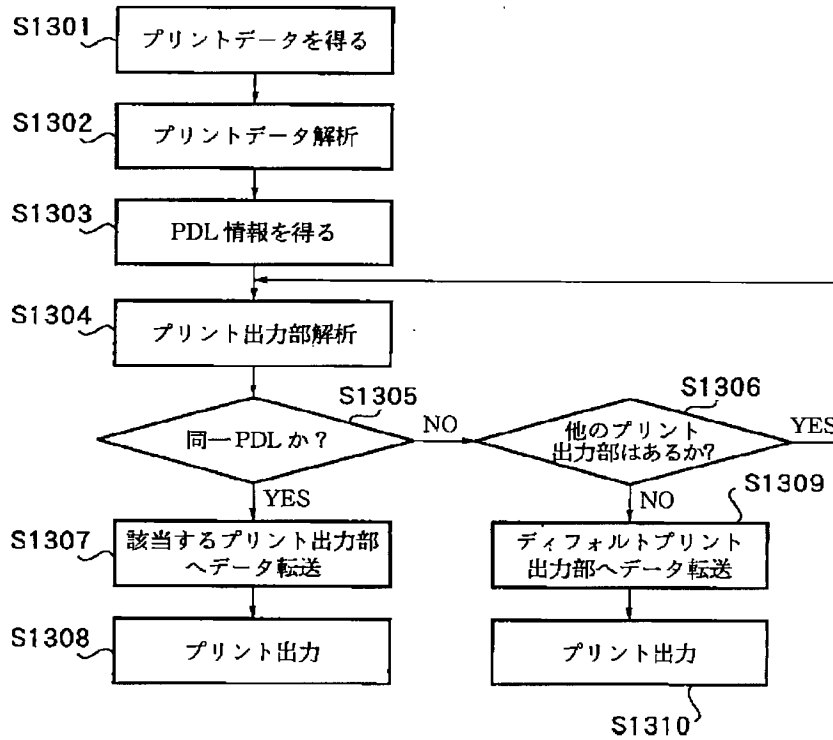 S1301
プリントデータを得る
S1302
プリントデータ解析
S1303
PDL 情報を得る
S1304
プリント出力部解析
S1305
同一PDL か？
NO
S1306
他のプリント
出力部はあるか?
YES
YES
NO
S1307
該当するプリント出力部
へデータ転送
S1309
ディフォルトプリント
出力部へデータ転送
S1308
プリント出力
プリント出力
S1310